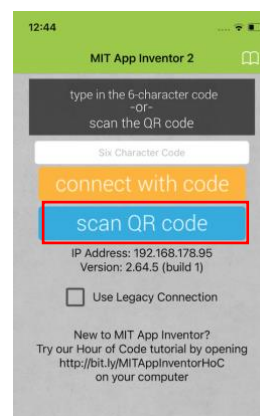 12:44
MIT App Inventor 2
type in the 6-character code
-or-
scan the QR code
Six Character Code
connect with code
scan QR code
IP Address: 192.168.178.95
Version: 2.64.5 (build 1)
Use Legacy Connection
New to MIT App Inventor?
Try our Hour of Code tutorial by opening
http://bit.ly/MITAppInventorHoC
on your computer